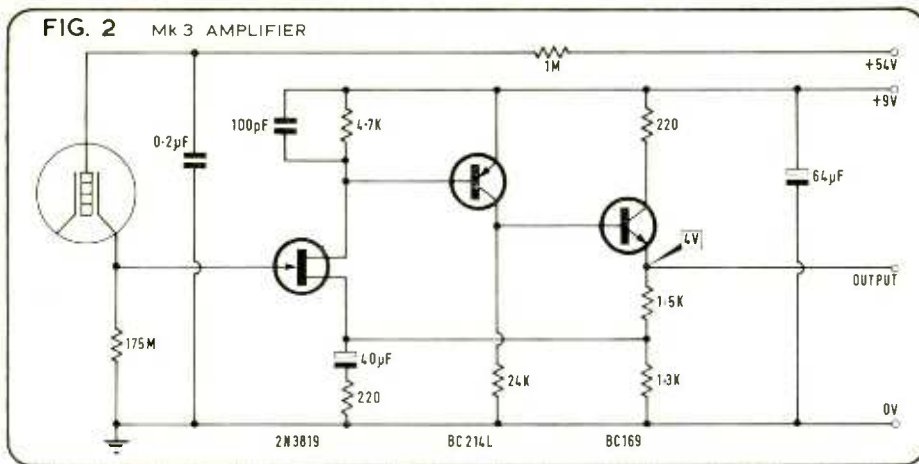 FIG. 2 Mk 3 AMPLIFIER
1M
+54V
+9V
100pF
4·7K
220
0·2µF
64µF
4V
OUTPUT
1·5K
175M
40µF
220
24K
1·3K
0V
2N3819 BC214L BC169